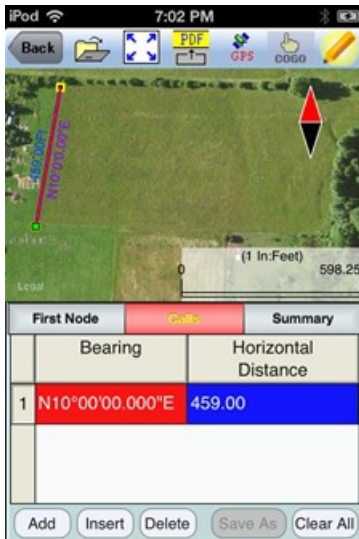 iPod 7:02 PM
Back PDF GPS COGO
459.00Ft
N10°0'0.00"E
(1 In:Feet)
0 598.25
Legal
First Node Calls Summary
Bearing Horizontal
Distance
1 N10°00'00.000"E 459.00
Add Insert Delete Save As Clear All